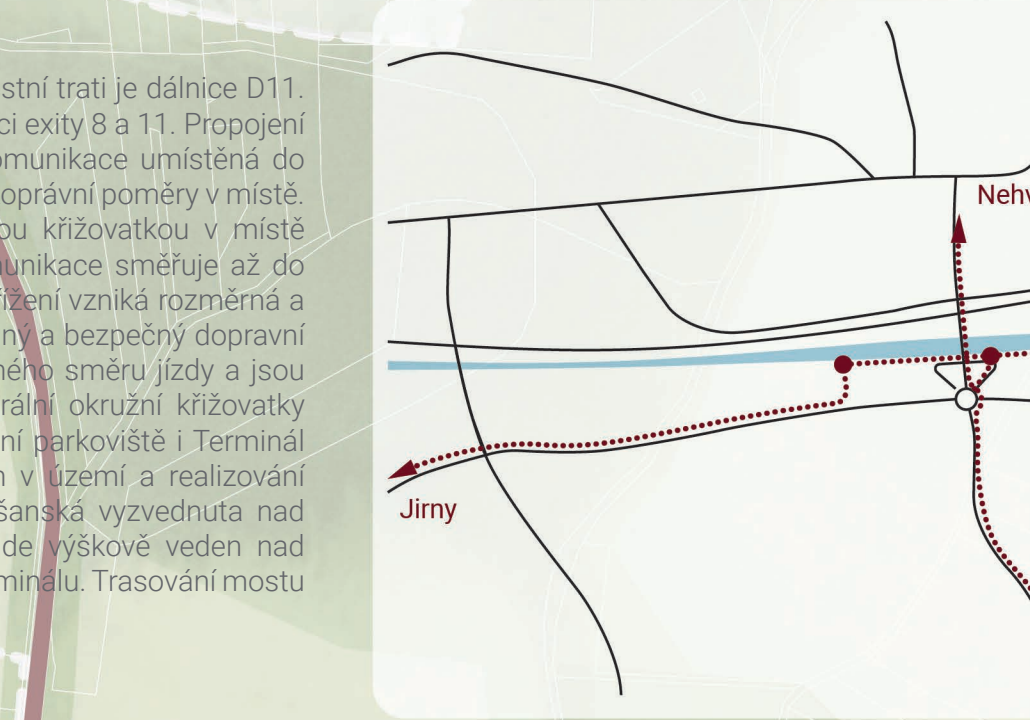 stní trati je dálnice D11.
ci exity 8 a 11. Propojení
omunikace umístěná do
oprávní poměry v místě.
ou křižovatkou v místě
unikace směřuje až do
ížení vzniká rozměrná a
ný a bezpečný dopravní
ného směru jízdy a jsou
rální okružní křižovatky
ní parkoviště i Terminál
n v území a realizování
šanská vyzvednuta nad
de výškově veden nad
minálu. Trasování mostu
Nehv
Jirny